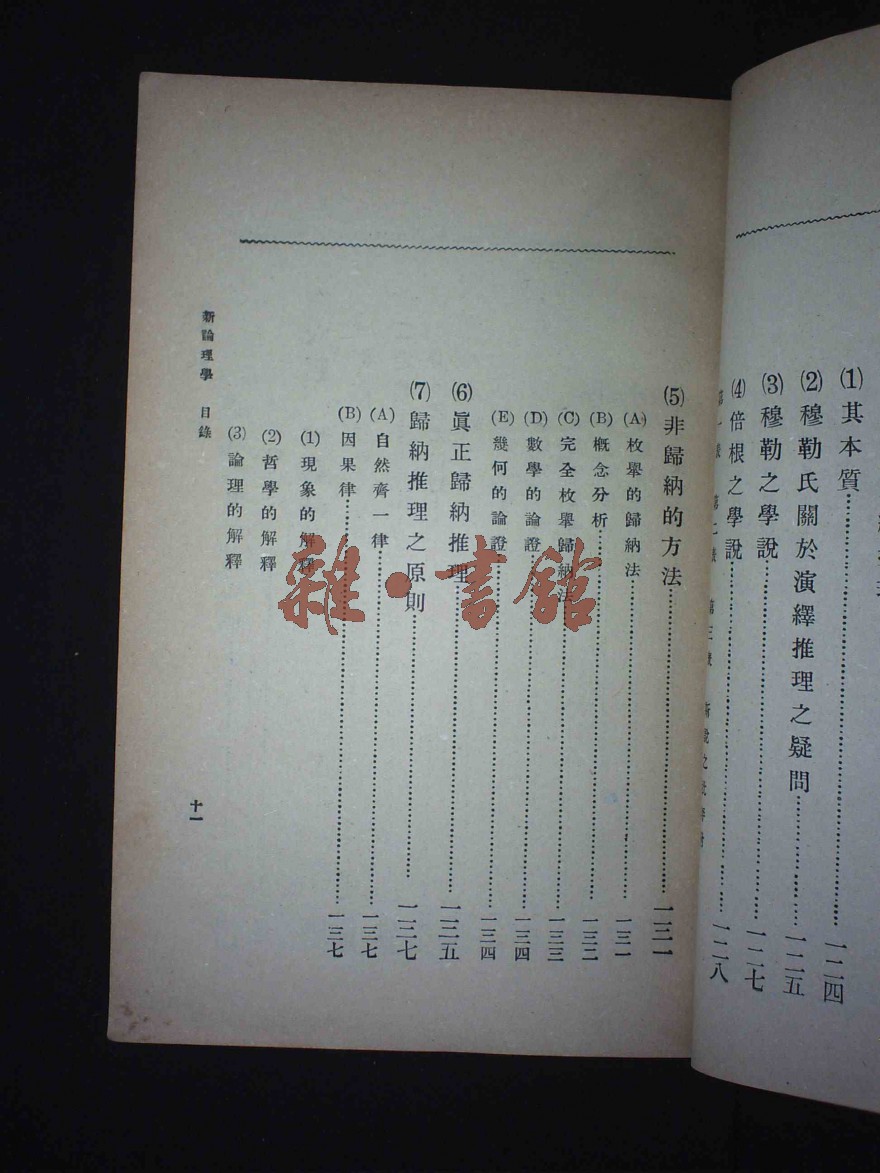 (1) 其本質……一二四
(2) 穆勒氏關於演繹推理之疑問……一二五
(3) 穆勒之學說……一二七
(4) 倍根之學說……一二八
(5) 非歸納的方法……一三一
(A) 枚舉的歸納法……一三一
(B) 概念分析……一三二
(C) 完全枚舉歸納法……一三三
(D) 數學的論證……一三四
(E) 幾何的論證……一三四
(6) 眞正歸納推理……一三五
(7) 歸納推理之原則……一三七
(A) 自然齊一律……一三七
(B) 因果律……一三七
(1) 現象的解釋
(2) 哲學的解釋
(3) 論理的解釋
新論理學 目錄
十一
雜·書館